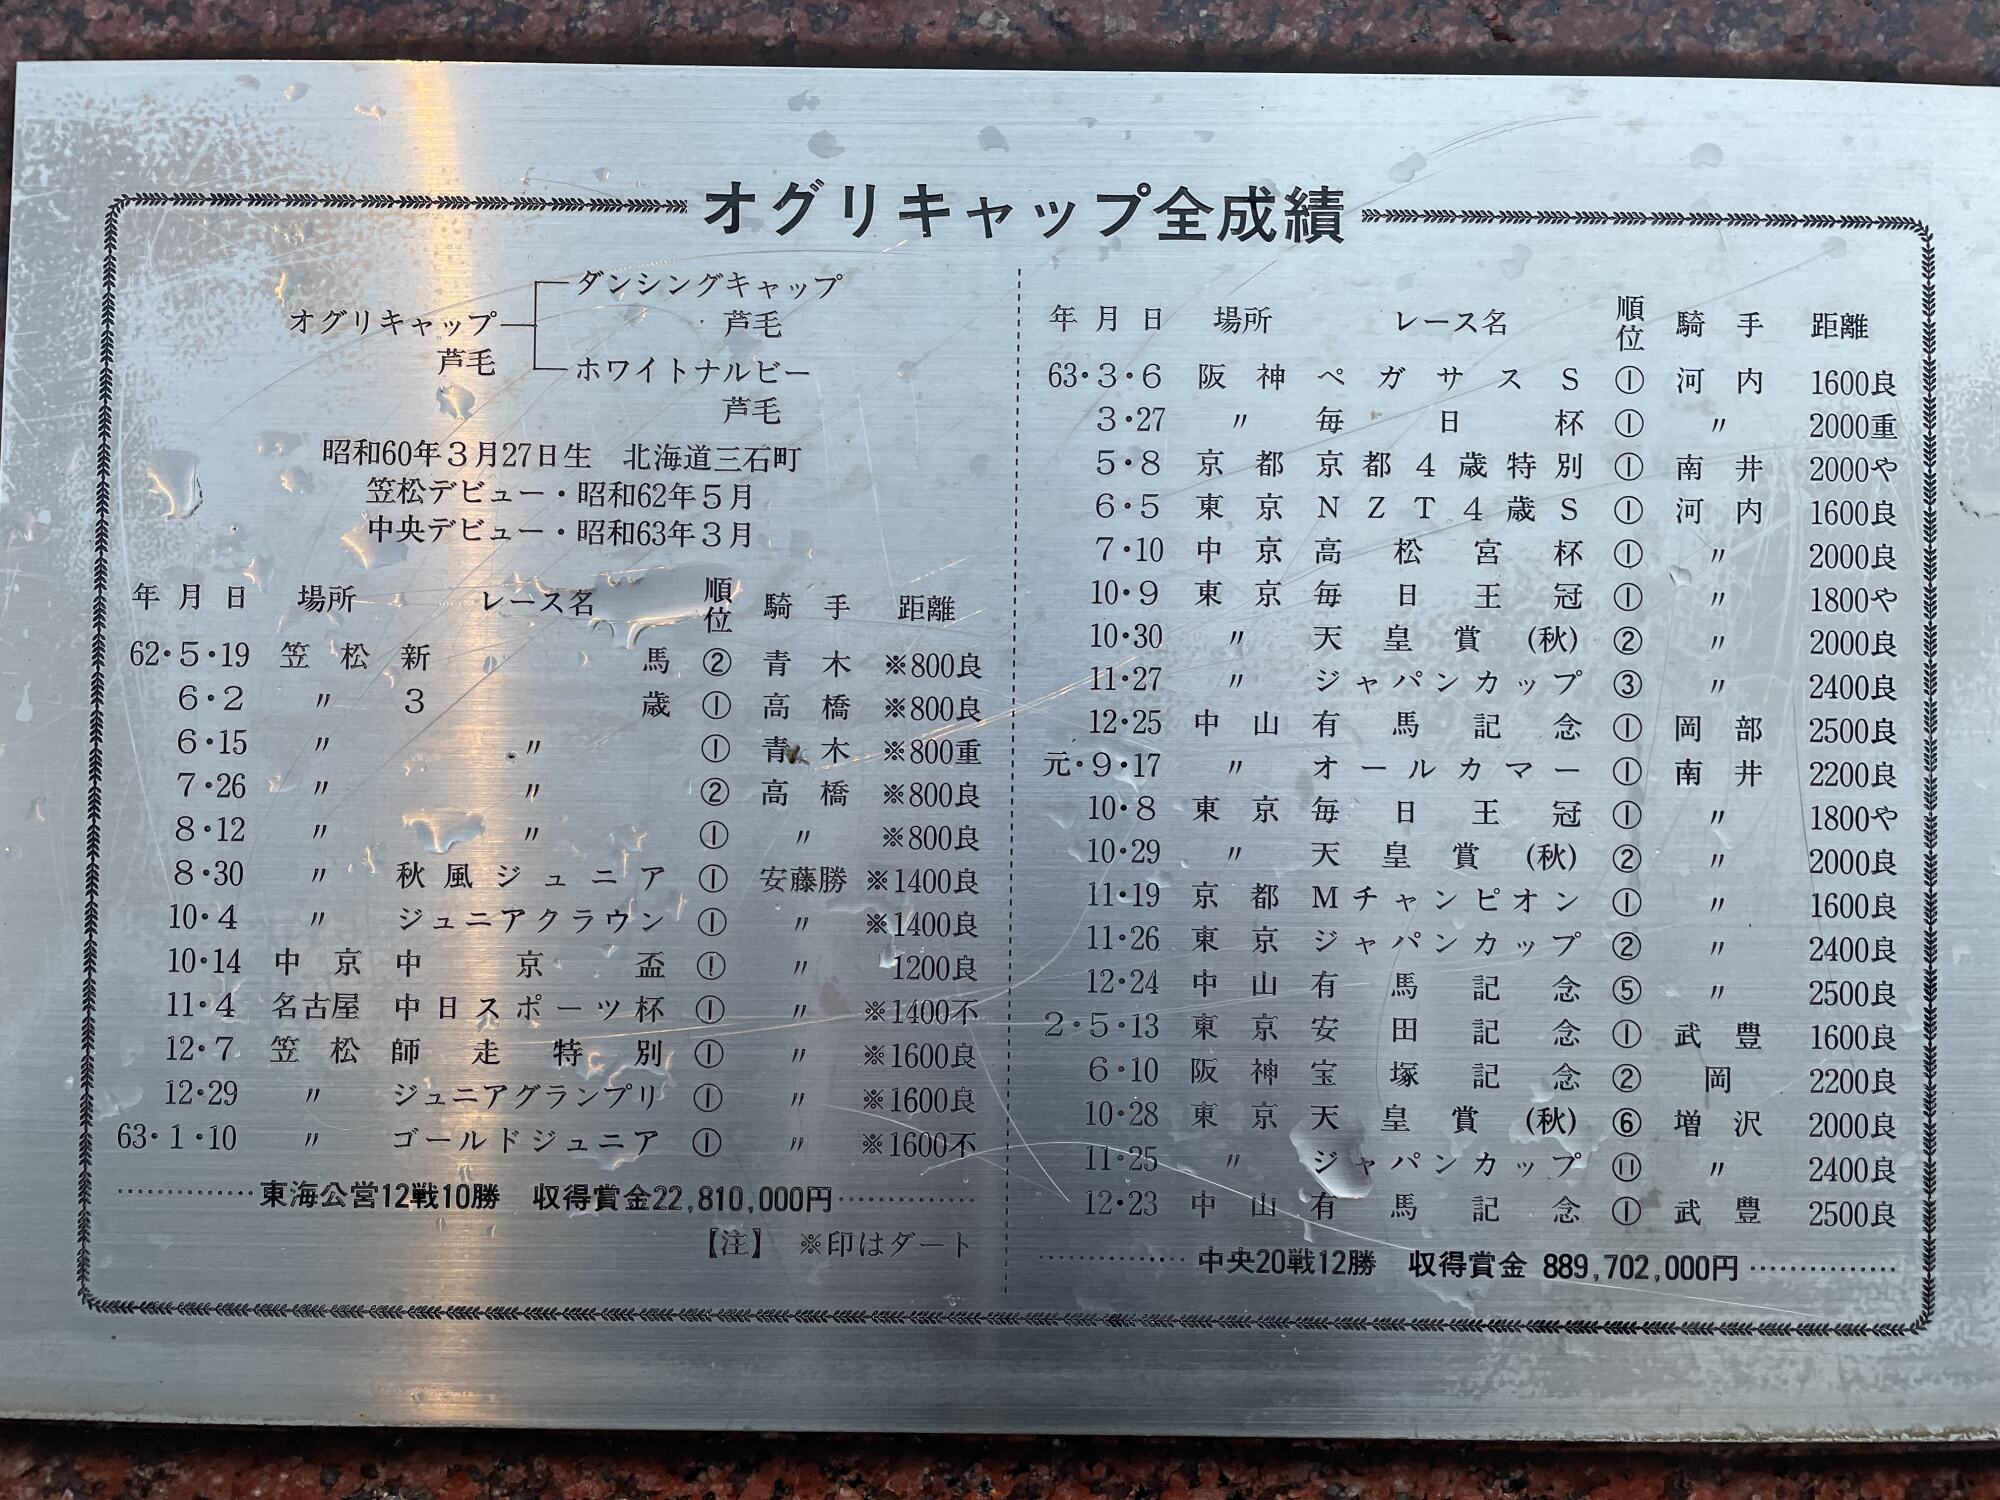 オグリキャップ全成績
ダンシングキャップ
オグリキャップ 芦毛
芦毛 ホワイトナルビー
芦毛
昭和60年3月27日生 北海道三石町
笠松デビュー・昭和62年5月
中央デビュー・昭和63年3月
年月日 場所 レース名 順位 騎手 距離
62・5・19 笠松 新馬 ② 青木 ※800良
6・2 〃 3歳 ① 高橋 ※800良
6・15 〃 〃 ① 青木 ※800重
7・26 〃 〃 ② 高橋 ※800良
8・12 〃 〃 ① 〃 ※800良
8・30 〃 秋風ジュニア ① 安藤勝 ※1400良
10・4 〃 ジュニアクラウン ① 〃 ※1400良
10・14 中京 中京盃 ① 〃 1200良
11・4 名古屋 中日スポーツ杯 ① 〃 ※1400不
12・7 笠松 師走特別 ① 〃 ※1600良
12・29 〃 ジュニアグランプリ ① 〃 ※1600良
63・1・10 〃 ゴールドジュニア ① 〃 ※1600不
東海公営12戦10勝 収得賞金22,810,000円
【注】 ※印はダート
年月日 場所 レース名 順位 騎手 距離
63・3・6 阪神 ペガサスS ① 河内 1600良
3・27 〃 毎日杯 ① 〃 2000重
5・8 京都 京都4歳特別 ① 南井 2000や
6・5 東京 NZT4歳S ① 河内 1600良
7・10 中京 高松宮杯 ① 〃 2000良
10・9 東京 毎日王冠 ① 〃 1800や
10・30 〃 天皇賞(秋) ② 〃 2000良
11・27 〃 ジャパンカップ ③ 〃 2400良
12・25 中山 有馬記念 ① 岡部 2500良
元・9・17 〃 オールカマー ① 南井 2200良
10・8 東京 毎日王冠 ① 〃 1800や
10・29 〃 天皇賞(秋) ② 〃 2000良
11・19 京都 Mチャンピオン ① 〃 1600良
11・26 東京 ジャパンカップ ② 〃 2400良
12・24 中山 有馬記念 ⑤ 〃 2500良
2・5・13 東京 安田記念 ① 武豊 1600良
6・10 阪神 宝塚記念 ② 岡 2200良
10・28 東京 天皇賞(秋) ⑥ 増沢 2000良
11・25 〃 ジャパンカップ ⑪ 〃 2400良
12・23 中山 有馬記念 ① 武豊 2500良
中央20戦12勝 収得賞金 889,702,000円